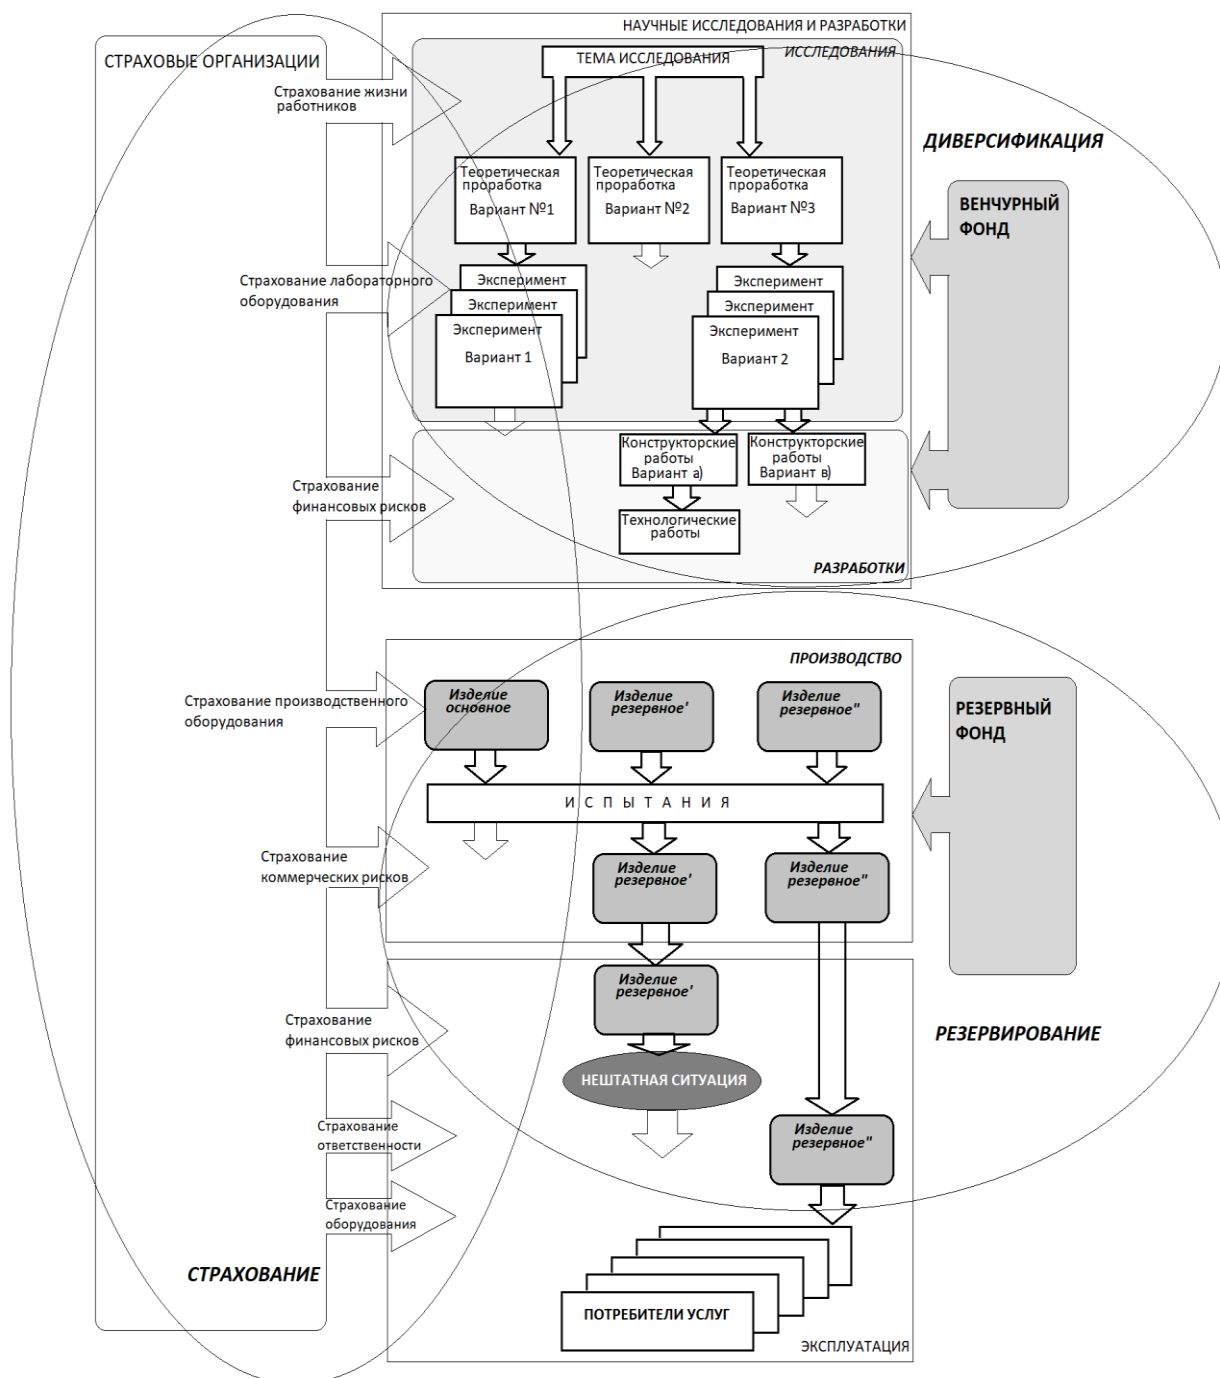 НАУЧНЫЕ ИССЛЕДОВАНИЯ И РАЗРАБОТКИ
ИССЛЕДОВАНИЯ
СТРАХОВЫЕ ОРГАНИЗАЦИИ
ТЕМА ИССЛЕДОВАНИЯ
Страхование жизни
работников
ДИВЕРСИФИКАЦИЯ
Теоретическая
проработка
Вариант №1
Теоретическая
проработка
Вариант №2
Теоретическая
проработка
Вариант №3
ВЕНЧУРНЫЙ
ФОНД
Страхование лабораторного
оборудования
Эксперимент
Эксперимент
Эксперимент
Вариант 1
Эксперимент
Эксперимент
Эксперимент
Вариант 2
Конструкторские
работы
Вариант а)
Конструкторские
работы
Вариант в)
Страхование
финансовых рисков
Технологические
работы
РАЗРАБОТКИ
ПРОИЗВОДСТВО
Страхование производственного
оборудования
Изделие
основное
Изделие
резервное'
Изделие
резервное"
РЕЗЕРВНЫЙ
ФОНД
И С П Ы Т А Н И Я
Страхование
коммерческих рисков
Изделие
резервное'
Изделие
резервное"
Изделие
резервное'
Страхование
финансовых рисков
РЕЗЕРВИРОВАНИЕ
НЕШТАТНАЯ СИТУАЦИЯ
Страхование
ответственности
Изделие
резервное"
Страхование
оборудования
СТРАХОВАНИЕ
ПОТРЕБИТЕЛИ УСЛУГ
ЭКСПЛУАТАЦИЯ